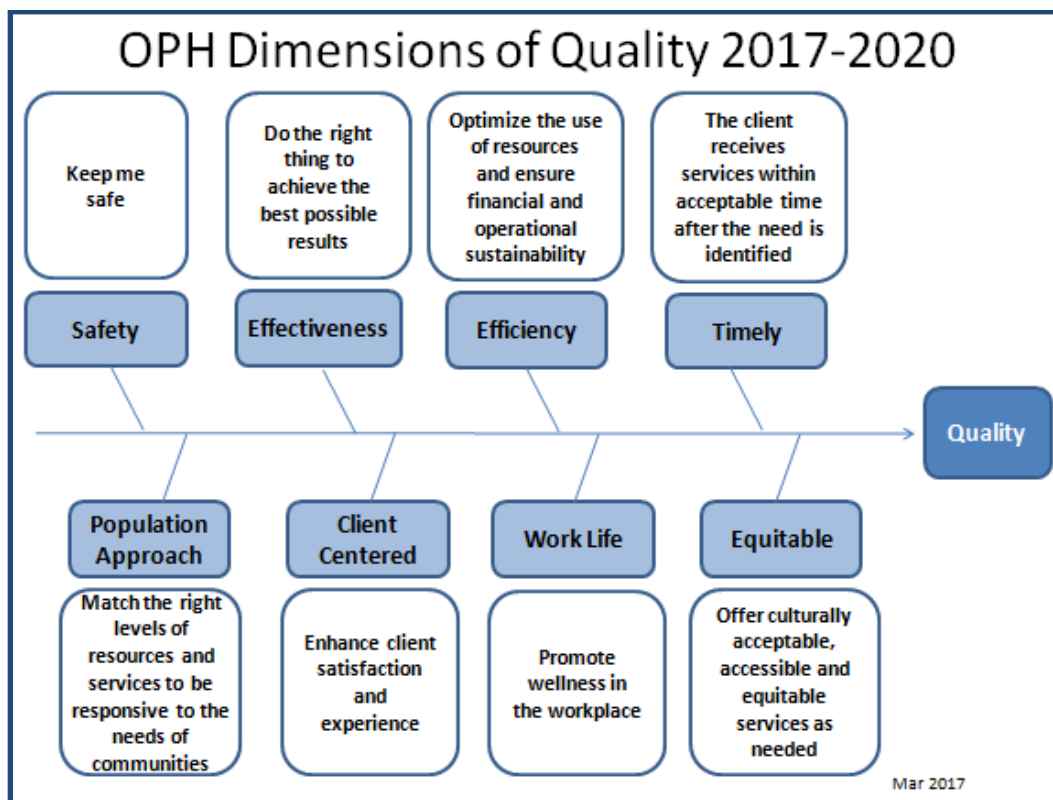 OPH Dimensions of Quality 2017-2020
Keep me
safe
Do the right
thing to
achieve the
best possible
results
Optimize the use
of resources
and ensure
financial and
operational
sustainability
The client
receives
services within
acceptable time
after the need is
identified
Safety
Effectiveness
Efficiency
Timely
Quality
Population
Approach
Client
Centered
Work Life
Equitable
Match the right
levels of
resources and
services to be
responsive to the
needs of
communities
Enhance client
satisfaction
and
experience
Promote
wellness in
the workplace
Offer culturally
acceptable,
accessible and
equitable
services as
needed
Mar 2017